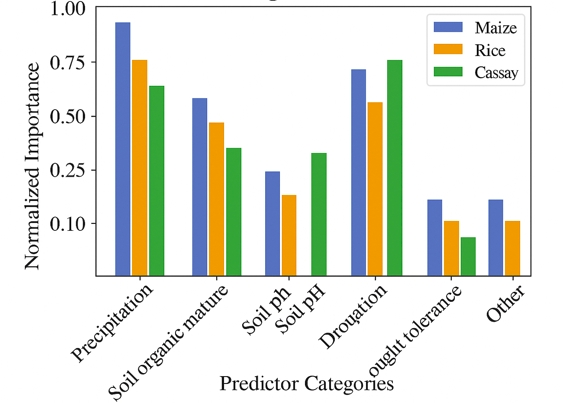 1.00
0.75
0.50
0.25
0.10
Normalized Importance
Maize
Rice
Cassay
Precipitation
Soil organic mature
Soil ph
Soil pH
Drouation
ought tolerance
Other
Predictor Categories